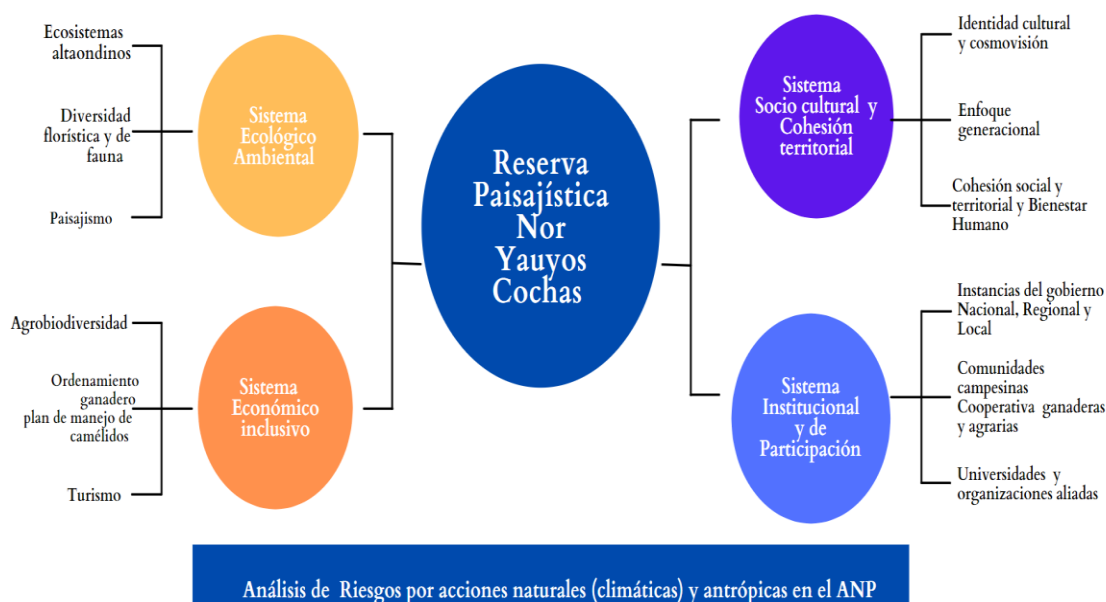 Ecosistemas
altaondinos
Diversidad
florística y de
fauna
Paisajismo
Sistema
Ecológico
Ambiental
Agrobiodiversidad
Ordenamiento
ganadero
plan de manejo de
camélidos
Turismo
Sistema
Económico
inclusivo
Reserva
Paisajística
Nor
Yauyos
Cochas
Sistema
Socio cultural y
Cohesión
territorial
Identidad cultural
y cosmovisión
Enfoque
generacional
Cohesión social y
territorial y Bienestar
Humano
Sistema
Institucional
y de
Participación
Instancias del gobierno
Nacional, Regional y
Local
Comunidades
campesinas
Cooperativa ganaderas
y agrarias
Universidades y
organizaciones aliadas
Análisis de Riesgos por acciones naturales (climáticas) y antrópicas en el ANP